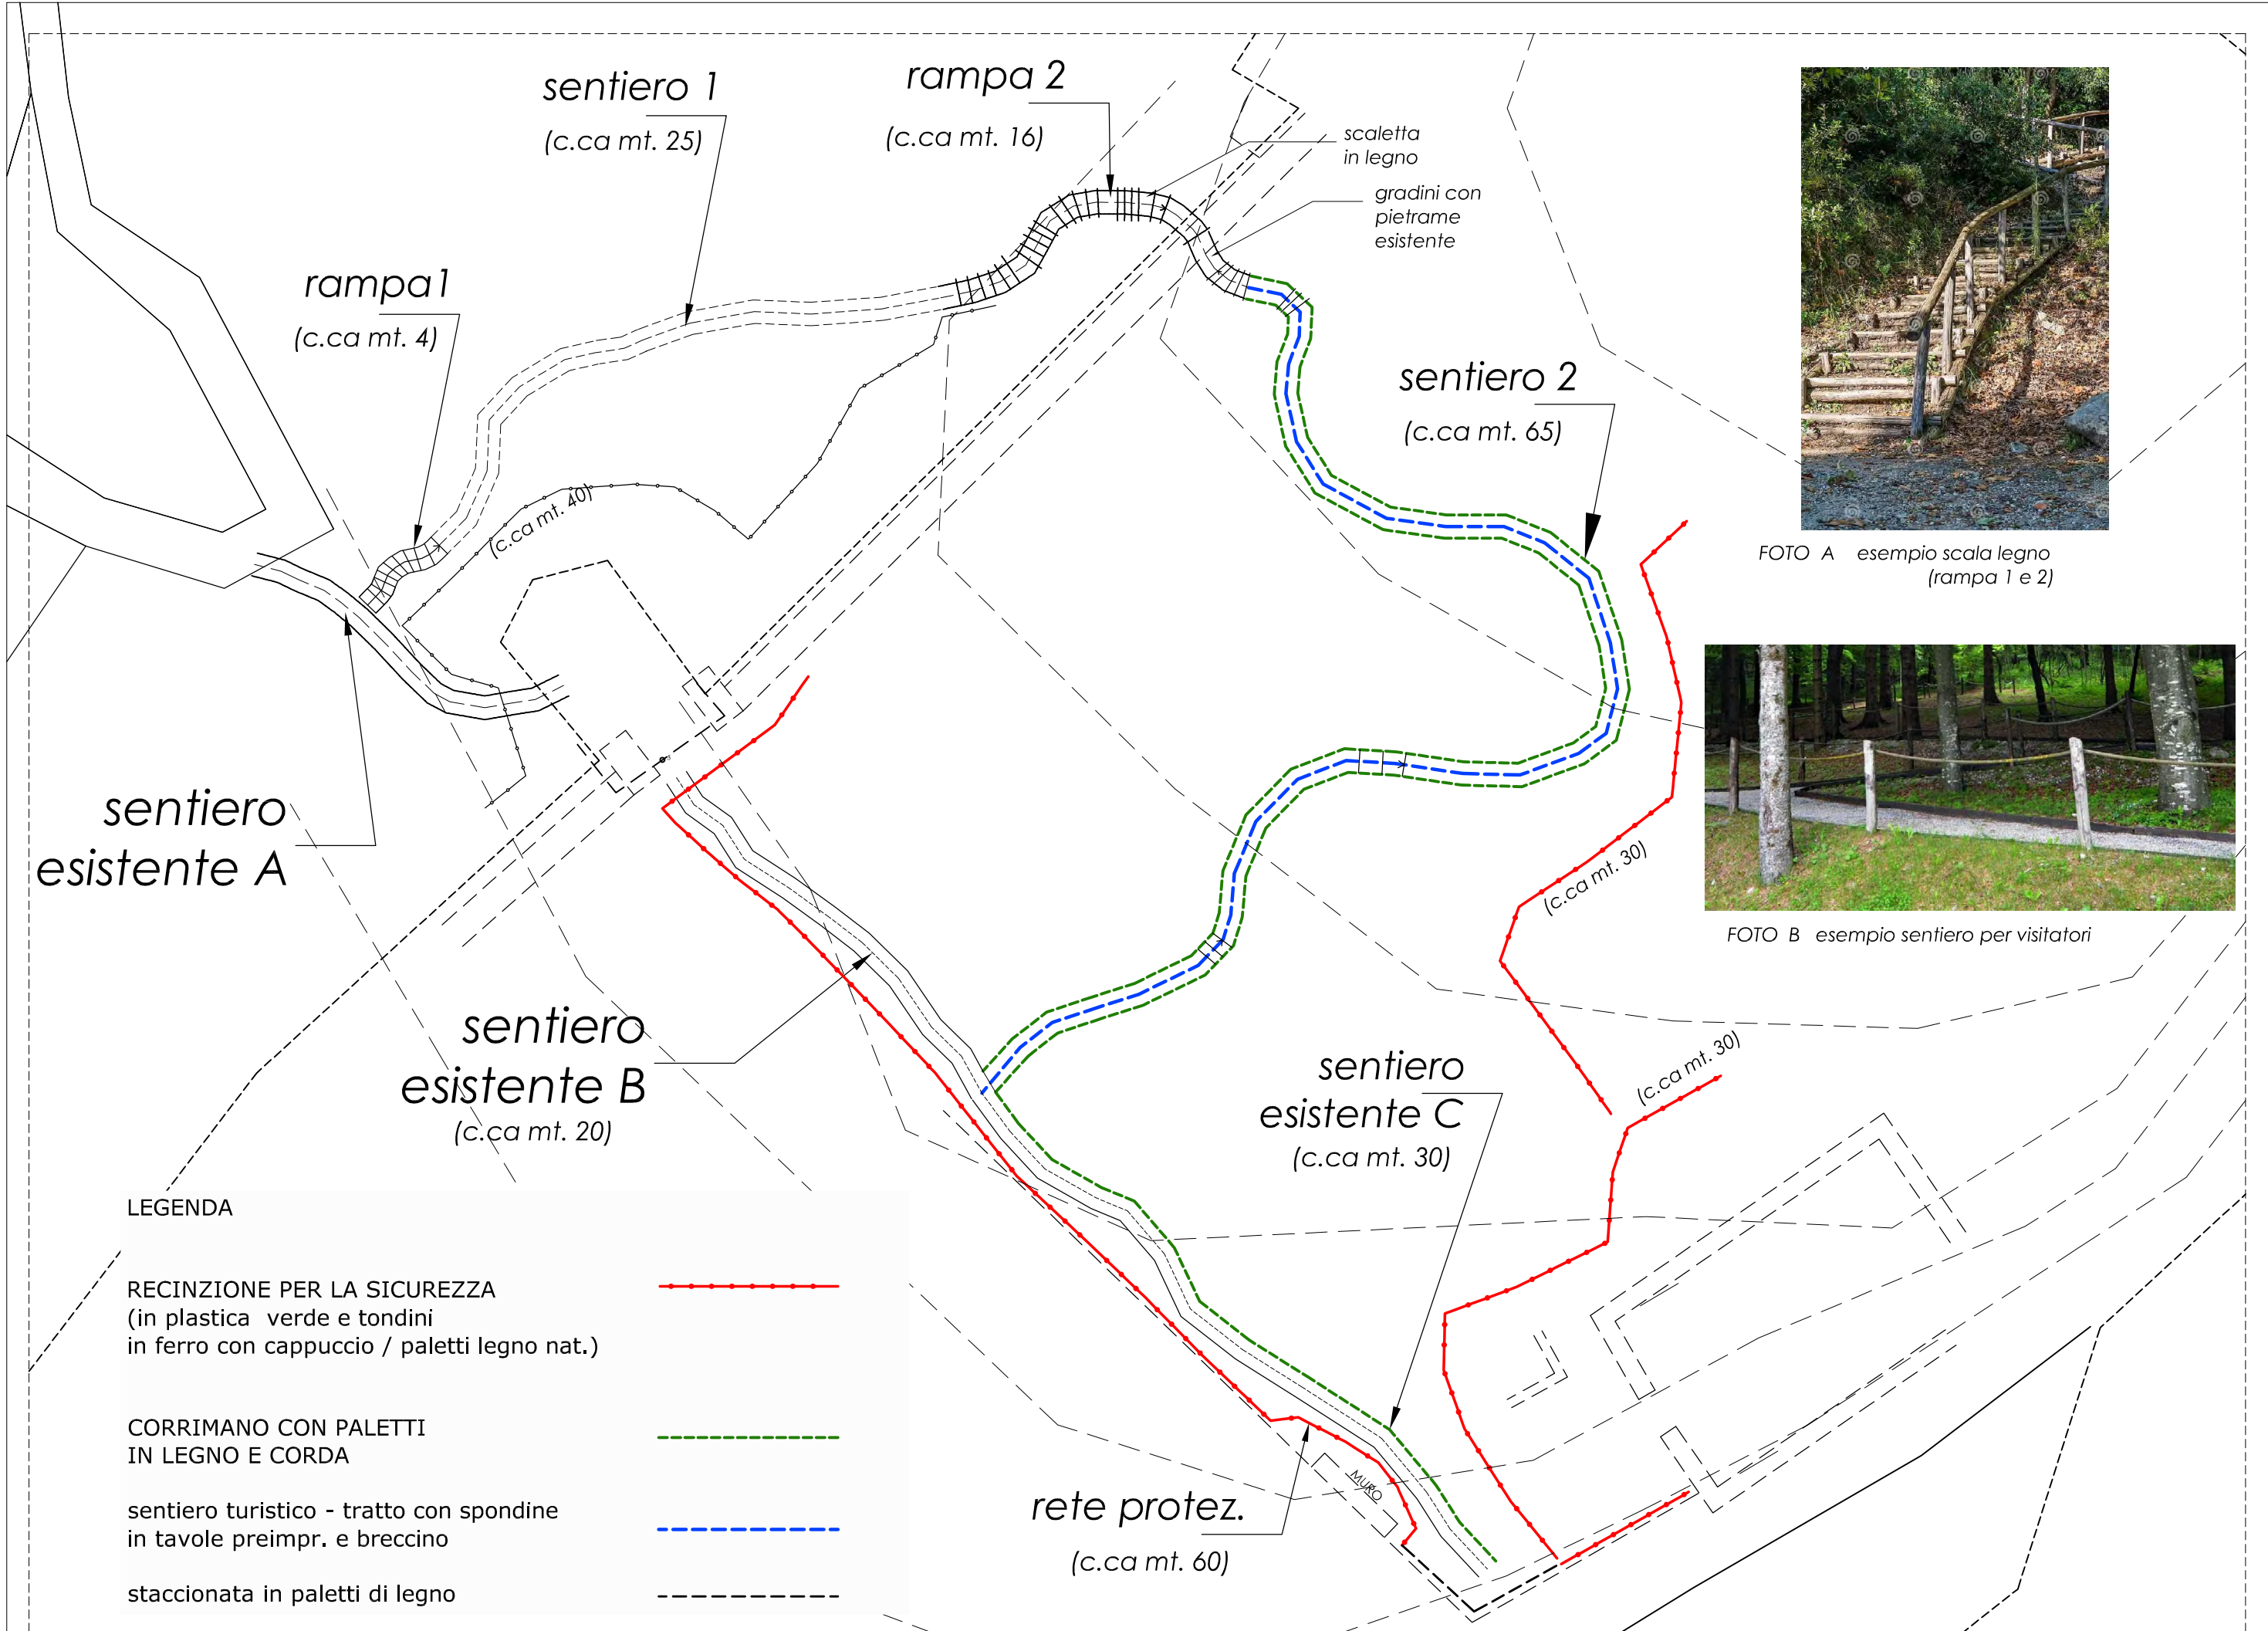 sentiero 1
(c.ca mt. 25)
rampa 2
(c.ca mt. 16)
scaletta
in legno
gradini con
pietrame
esistente
rampa1
(c.ca mt. 4)
sentiero 2
(c.ca mt. 65)
(c.ca mt. 40)
FOTO A esempio scala legno
(rampa 1 e 2)
sentiero
esistente A
(c.ca mt. 30)
FOTO B esempio sentiero per visitatori
sentiero
esistente B
(c.ca mt. 20)
sentiero
esistente C
(c.ca mt. 30)
(c.ca mt. 30)
rete protez.
(c.ca mt. 60)
MURO
LEGENDA
RECINZIONE PER LA SICUREZZA
(in plastica verde e tondini
in ferro con cappuccio / paletti legno nat.)
CORRIMANO CON PALETTI
IN LEGNO E CORDA
sentiero turistico - tratto con spondine
in tavole preimpr. e breccino
staccionata in paletti di legno